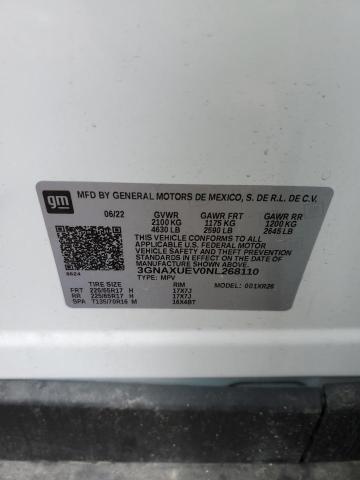 gm
MFD BY GENERAL MOTORS DE MEXICO, S. DE R.L. DE C.V.
06/22 GVWR GAWR FRT GAWR RR
2100 KG 1175 KG 1200 KG
4630 LB 2590 LB 2645 LB
THIS VEHICLE CONFORMS TO ALL
APPLICABLE U.S. FEDERAL MOTOR
VEHICLE SAFETY AND THEFT
PREVENTION STANDARDS IN EFFECT
ON THE DATE OF MANUFACTURE
SHOWN ABOVE.
3GNAXUEV0NL268110
TYPE: MPV MODEL: 001XR26
TIRE SIZE RIM
FRT 225/65R17 H 17X7J
RR 225/65R17 H 17X7J
SPA T135/70R16 M 16X4BT